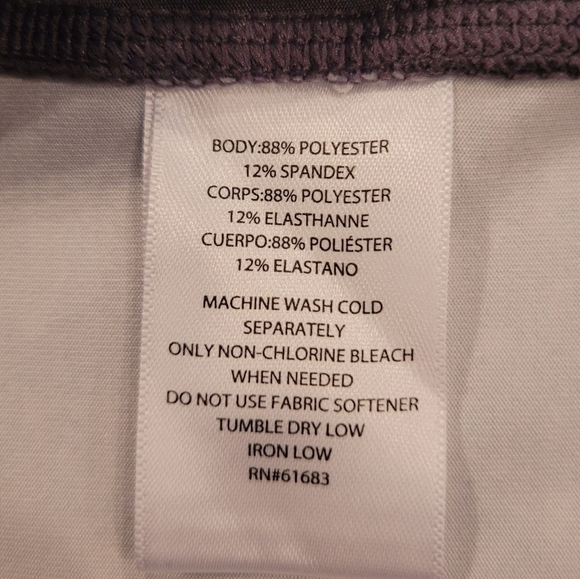 BODY:88% POLYESTER
12% SPANDEX
CORPS:88% POLYESTER
12% ELASTHANNE
CUERPO:88% POLIÉSTER
12% ELASTANO
MACHINE WASH COLD
SEPARATELY
ONLY NON-CHLORINE BLEACH
WHEN NEEDED
DO NOT USE FABRIC SOFTENER
TUMBLE DRY LOW
IRON LOW
RN#61683